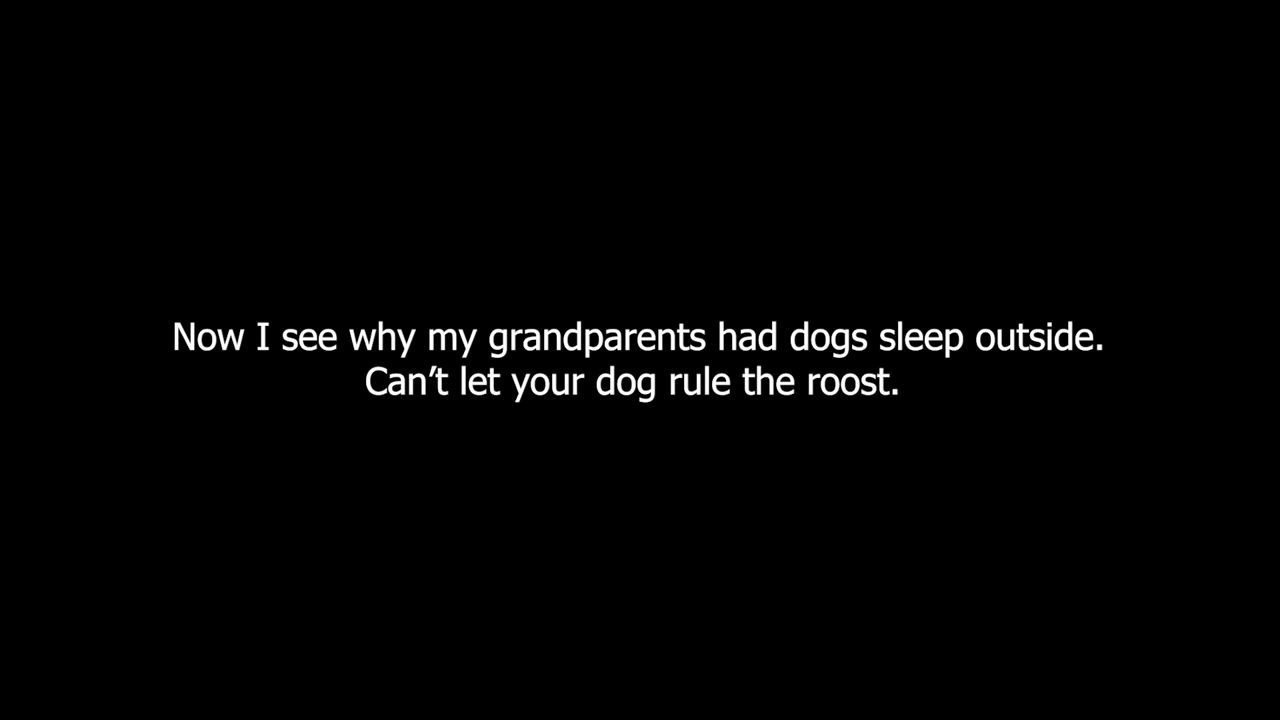 Now I see why my grandparents had dogs sleep outside.
Can’t let your dog rule the roost.